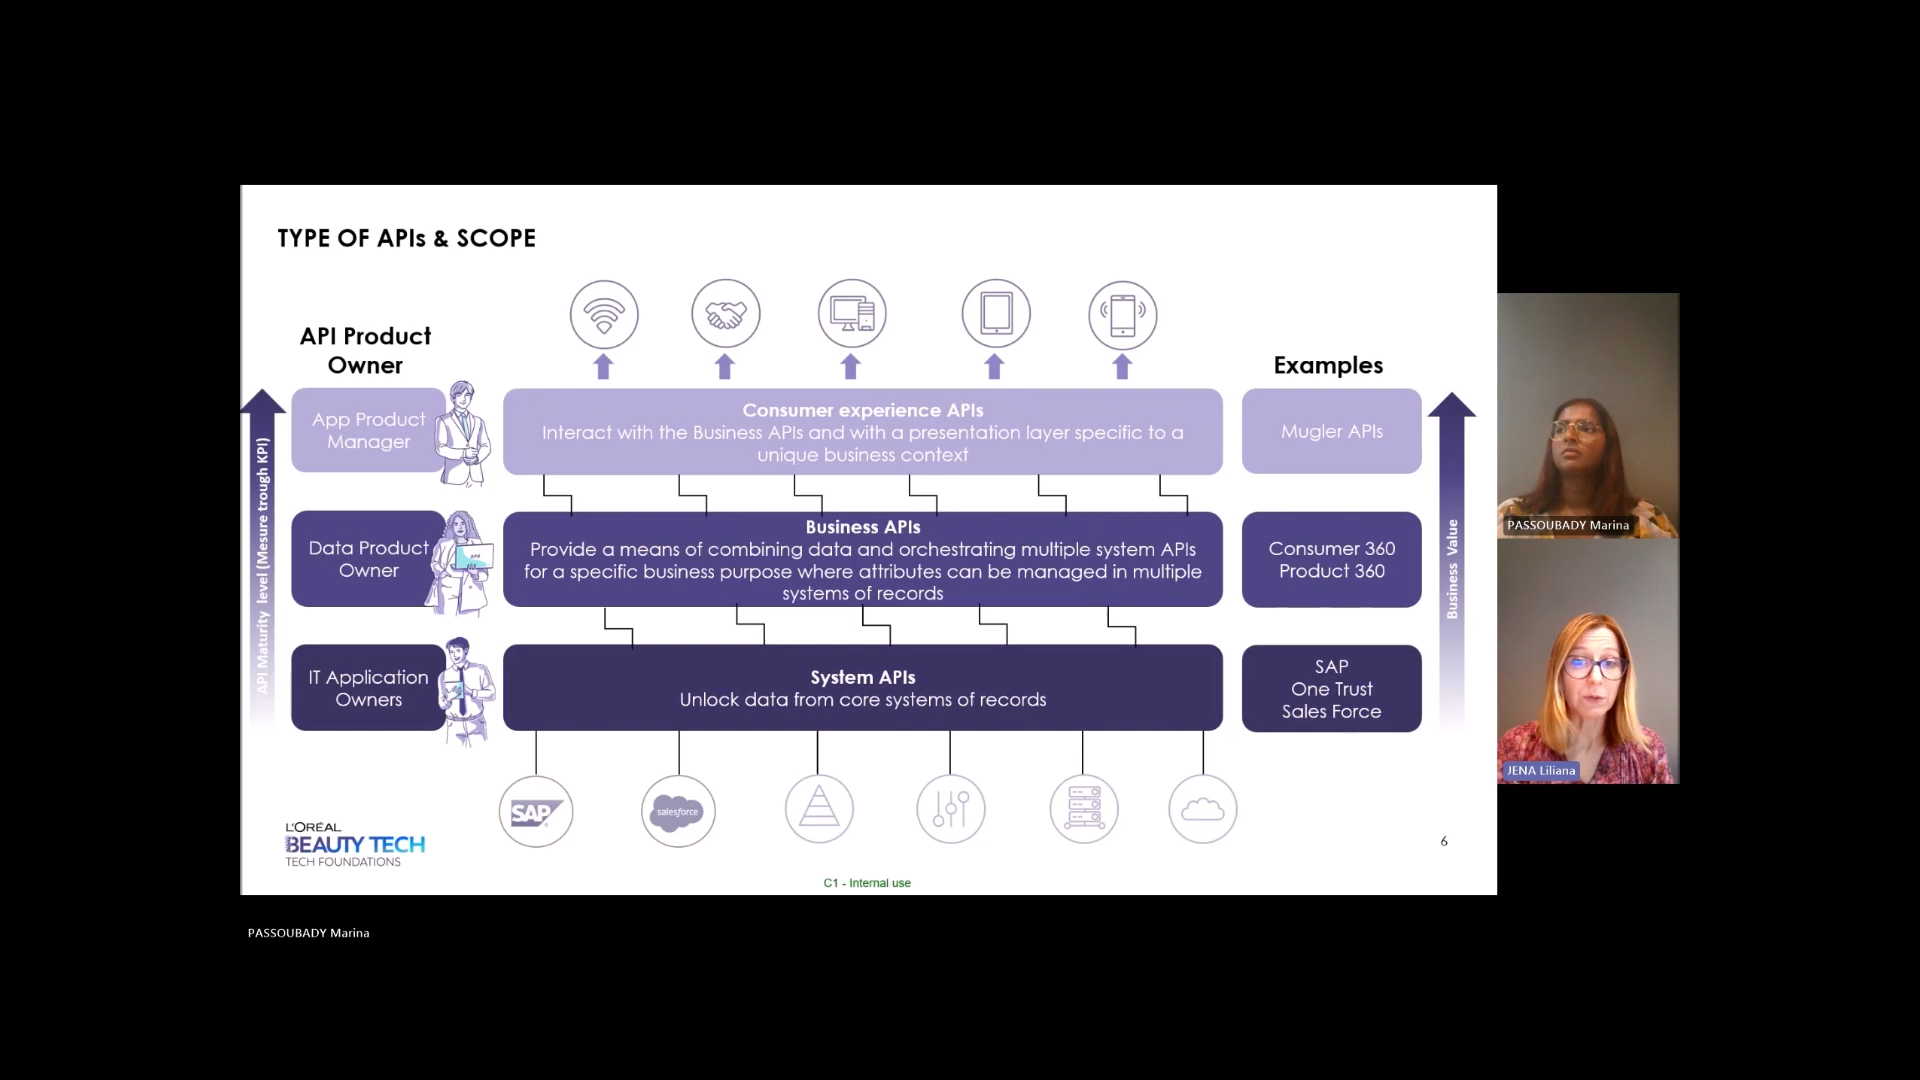 TYPE OF APIs & SCOPE
API Product
Owner
Examples
App Product
Manager
Consumer experience APIs
Interact with the Business APIs and with a presentation layer specific to a
unique business context
Mugler APIs
Data Product
Owner
DPO
Business APIs
Provide a means of combining data and orchestrating multiple system APIs
for a specific business purpose where attributes can be managed in multiple
systems of records
Consumer 360
Product 360
IT Application
Owners
System APIs
Unlock data from core systems of records
SAP
One Trust
Sales Force
API Maturity level (Mesure trough KPI)
Business Value
SAP
salesforce
L'ORÉAL
BEAUTY TECH
TECH FOUNDATIONS
6
C1 - Internal use
PASSOUBADY Marina
JENA Liliana
PASSOUBADY Marina